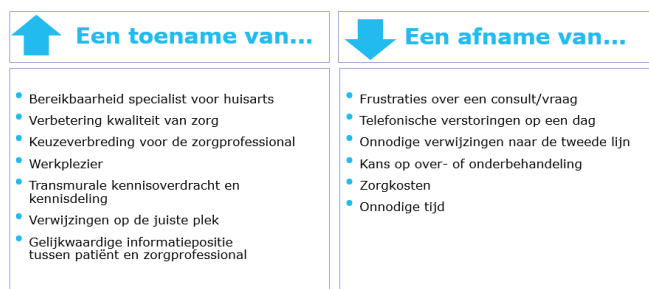 Een toename van...
Bereikbaarheid specialist voor huisarts
Verbetering kwaliteit van zorg
Keuzeverbreding voor de zorgprofessional
Werkplezier
Transmurale kennisoverdracht en
kennisdeling
Verwijzingen op de juiste plek
Gelijkwaardige informatiepositie
tussen patiënt en zorgprofessional
Een afname van...
Frustraties over een consult/vraag
Telefonische verstoringen op een dag
Onnodige verwijzingen naar de tweede lijn
Kans op over- of onderbehandeling
Zorgkosten
Onnodige tijd